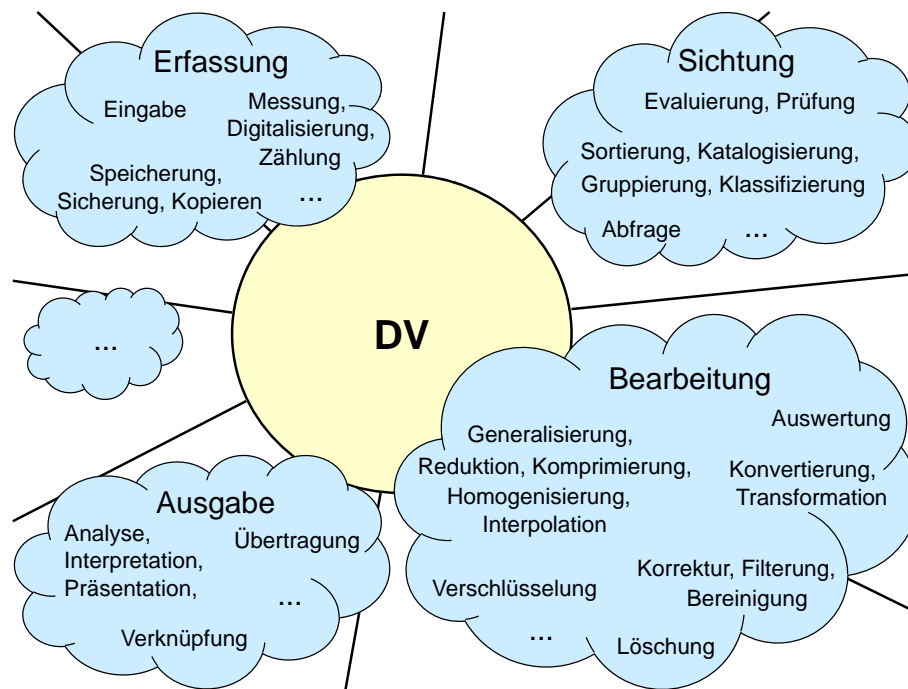 Erfassung
Eingabe
Messung,
Digitalisierung,
Zählung
Speicherung,
Sicherung, Kopieren
...
Sichtung
Evaluierung, Prüfung
Sortierung, Katalogisierung,
Gruppierung, Klassifizierung
Abfrage
...
...
DV
Bearbeitung
Auswertung
Generalisierung,
Reduktion, Komprimierung,
Homogenisierung,
Interpolation
Konvertierung,
Transformation
Verschlüsselung
Korrektur, Filterung,
Bereinigung
...
Löschung
Ausgabe
Analyse,
Interpretation,
Präsentation,
Übertragung
...
Verknüpfung